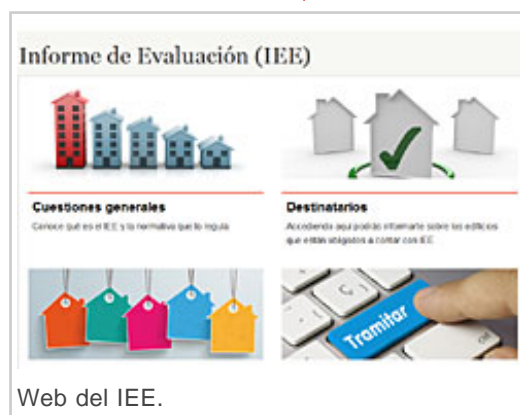 Informe de Evaluación (IEE)
Cuestiones generales
Destinatarios
Conoce qué es el IEE y la normativa que lo regula
Accediendo aquí podrás informarte sobre los edificios
que están obligados a contar con IEE
Tramitar
Web del IEE.